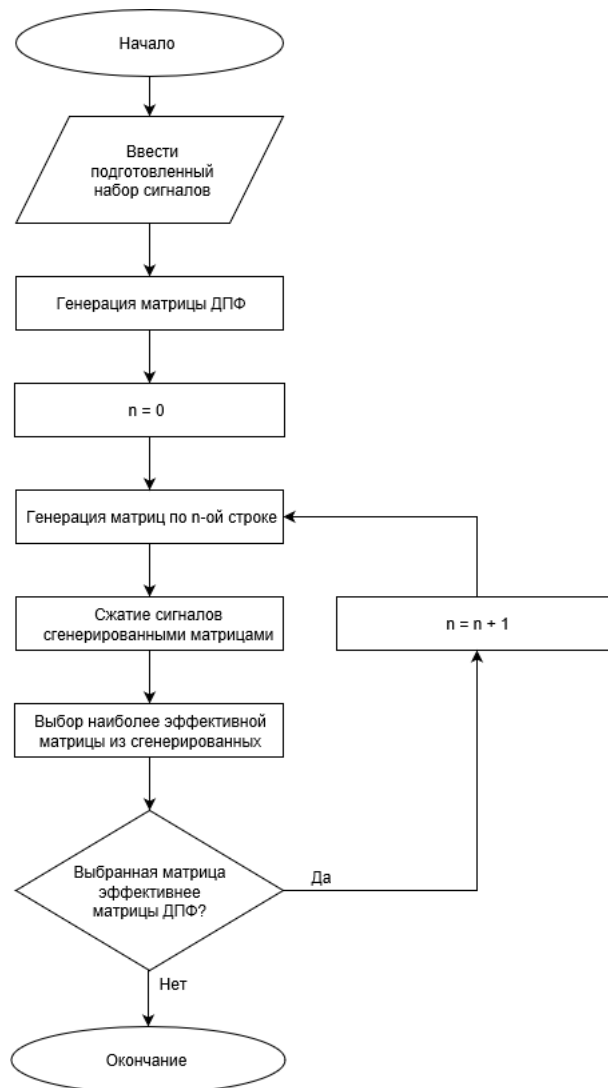 Начало
Ввести
подготовленный
набор сигналов
Генерация матрицы ДПФ
n = 0
Генерация матриц по n-ой строке
Сжатие сигналов
сгенерированными матрицами
n = n + 1
Выбор наиболее эффективной
матрицы из сгенерированных
Выбранная матрица
эффективнее
матрицы ДПФ?
Да
Нет
Окончание